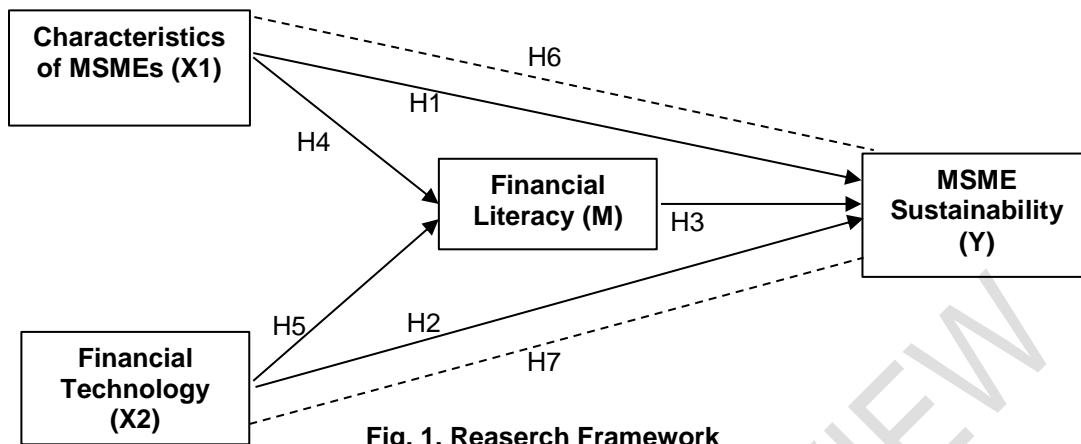 Characteristics
of MSMEs (X1)
H6
H1
H4
Financial
Literacy (M)
H3
MSME
Sustainability
(Y)
H5
H2
H7
Financial
Technology
(X2)
Fig. 1. Reaserch Framework